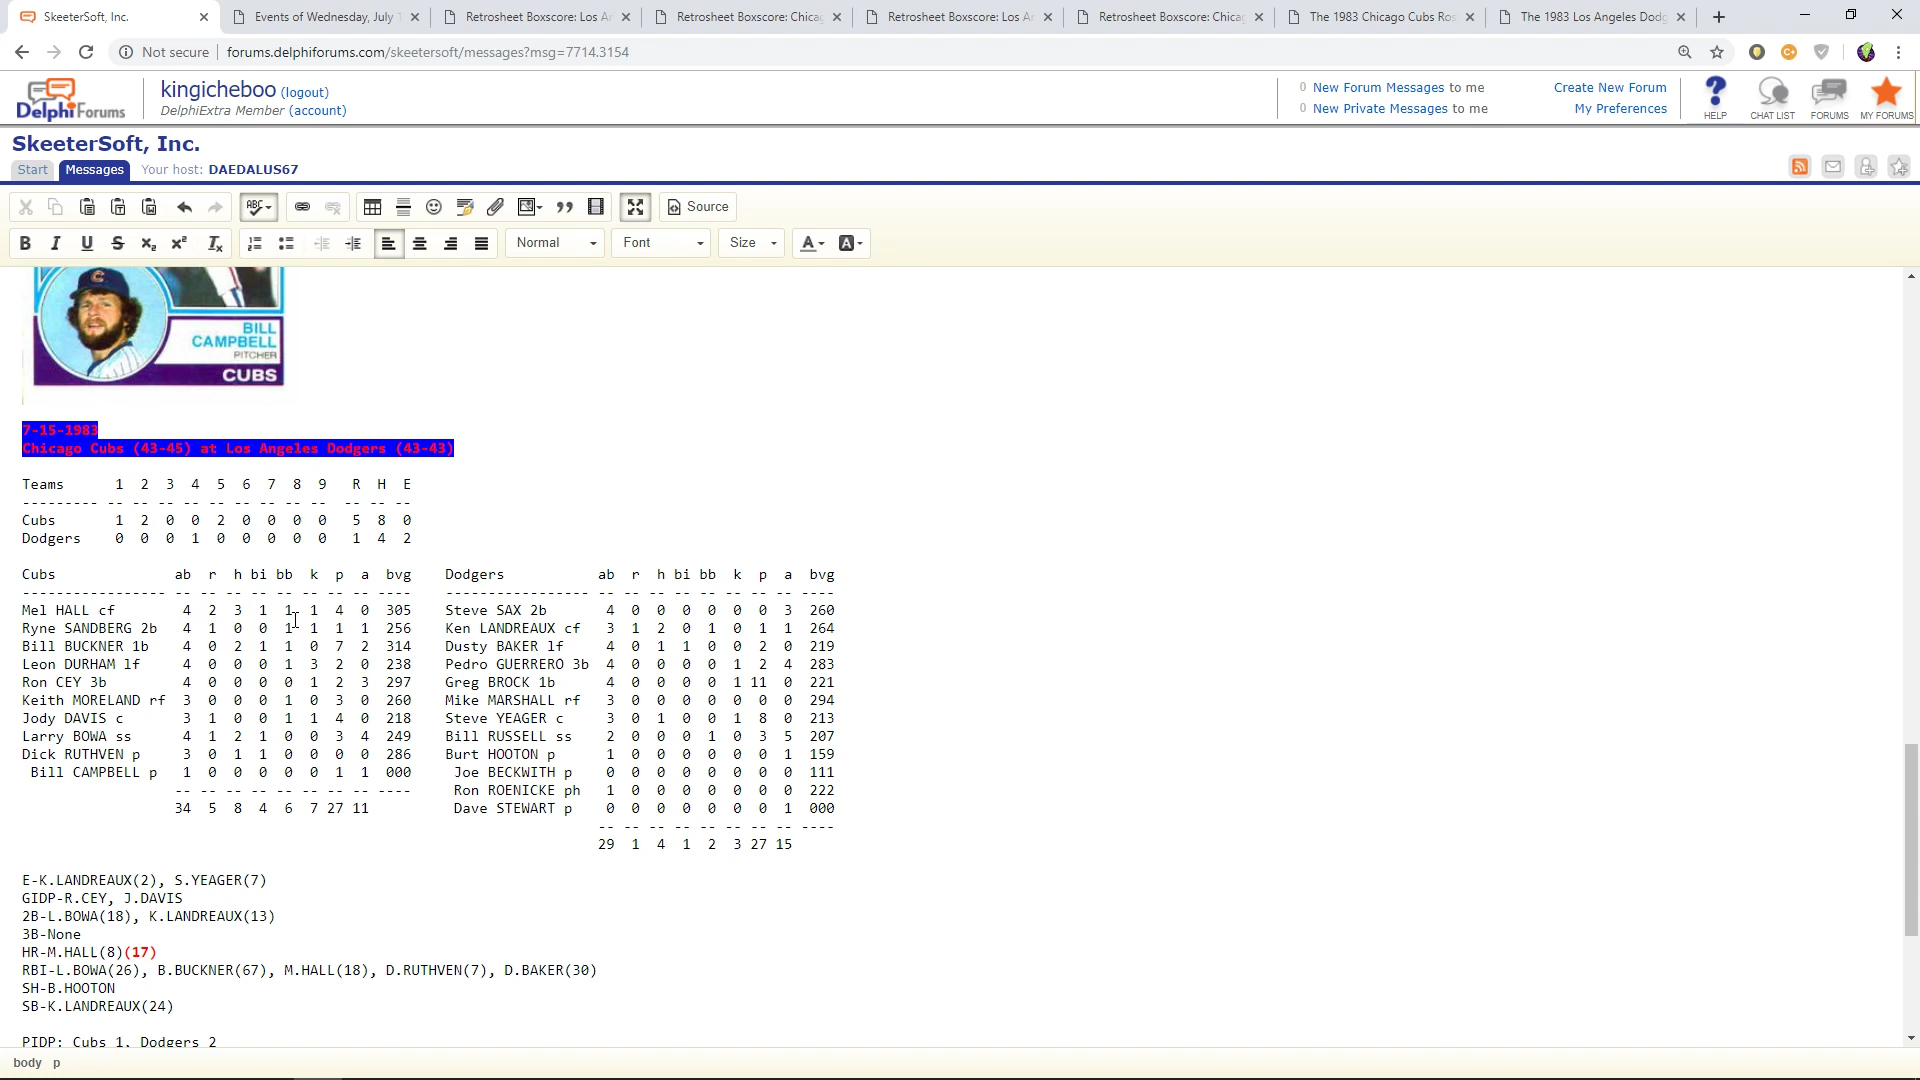 SkeeterSoft, Inc.
Events of Wednesday, July 1
Retrosheet Boxscore: Los An
Retrosheet Boxscore: Chicag
Retrosheet Boxscore: Los An
Retrosheet Boxscore: Chicag
The 1983 Chicago Cubs Ros
The 1983 Los Angeles Dodg
Not secure forums.delphiforums.com/skeetersoft/messages?msg=7714.3154
DelphiForums
kingicheboo (logout)
DelphiExtra Member (account)
0 New Forum Messages to me
0 New Private Messages to me
Create New Forum
My Preferences
HELP CHAT LIST FORUMS MY FORUMS
SkeeterSoft, Inc.
Start Messages Your host: DAEDALUS67
ABC Source
B I U S x₂ x² Ix Normal Font Size A A
C
BILL
CAMPBELL
PITCHER
CUBS
7-15-1983
Chicago Cubs (43-45) at Los Angeles Dodgers (43-43)
Teams 1 2 3 4 5 6 7 8 9 R H E
--------- -- -- -- -- -- -- -- -- -- -- -- --
Cubs 1 2 0 0 2 0 0 0 0 5 8 0
Dodgers 0 0 0 1 0 0 0 0 0 1 4 2
Cubs ab r h bi bb k p a bvg Dodgers ab r h bi bb k p a bvg
----------------- -- -- -- -- -- -- -- -- ---- ----------------- -- -- -- -- -- -- -- -- ----
Mel HALL cf 4 2 3 1 1 1 4 0 305 Steve SAX 2b 4 0 0 0 0 0 0 3 260
Ryne SANDBERG 2b 4 1 0 0 1 1 1 1 256 Ken LANDREAUX cf 3 1 2 0 1 0 1 1 264
Bill BUCKNER 1b 4 0 2 1 1 0 7 2 314 Dusty BAKER lf 4 0 1 1 0 0 2 0 219
Leon DURHAM lf 4 0 0 0 1 3 2 0 238 Pedro GUERRERO 3b 4 0 0 0 0 1 2 4 283
Ron CEY 3b 4 0 0 0 0 1 2 3 297 Greg BROCK 1b 4 0 0 0 0 1 11 0 221
Keith MORELAND rf 3 0 0 0 1 0 3 0 260 Mike MARSHALL rf 3 0 0 0 0 0 0 0 294
Jody DAVIS c 3 1 0 0 1 1 4 0 218 Steve YEAGER c 3 0 1 0 0 1 8 0 213
Larry BOWA ss 4 1 2 1 0 0 3 4 249 Bill RUSSELL ss 2 0 0 0 1 0 3 5 207
Dick RUTHVEN p 3 0 1 1 0 0 0 0 286 Burt HOOTON p 1 0 0 0 0 0 0 1 159
Bill CAMPBELL p 1 0 0 0 0 0 1 1 000 Joe BECKWITH p 0 0 0 0 0 0 0 0 111
-- -- -- -- -- -- -- -- ---- Ron ROENICKE ph 1 0 0 0 0 0 0 0 222
34 5 8 4 6 7 27 11 Dave STEWART p 0 0 0 0 0 0 0 1 000
-- -- -- -- -- -- -- -- ----
29 1 4 1 2 3 27 15
E-K.LANDREAUX(2), S.YEAGER(7)
GIDP-R.CEY, J.DAVIS
2B-L.BOWA(18), K.LANDREAUX(13)
3B-None
HR-M.HALL(8)(17)
RBI-L.BOWA(26), B.BUCKNER(67), M.HALL(18), D.RUTHVEN(7), D.BAKER(30)
SH-B.HOOTON
SB-K.LANDREAUX(24)
PIDP: Cubs 1, Dodgers 2
body p